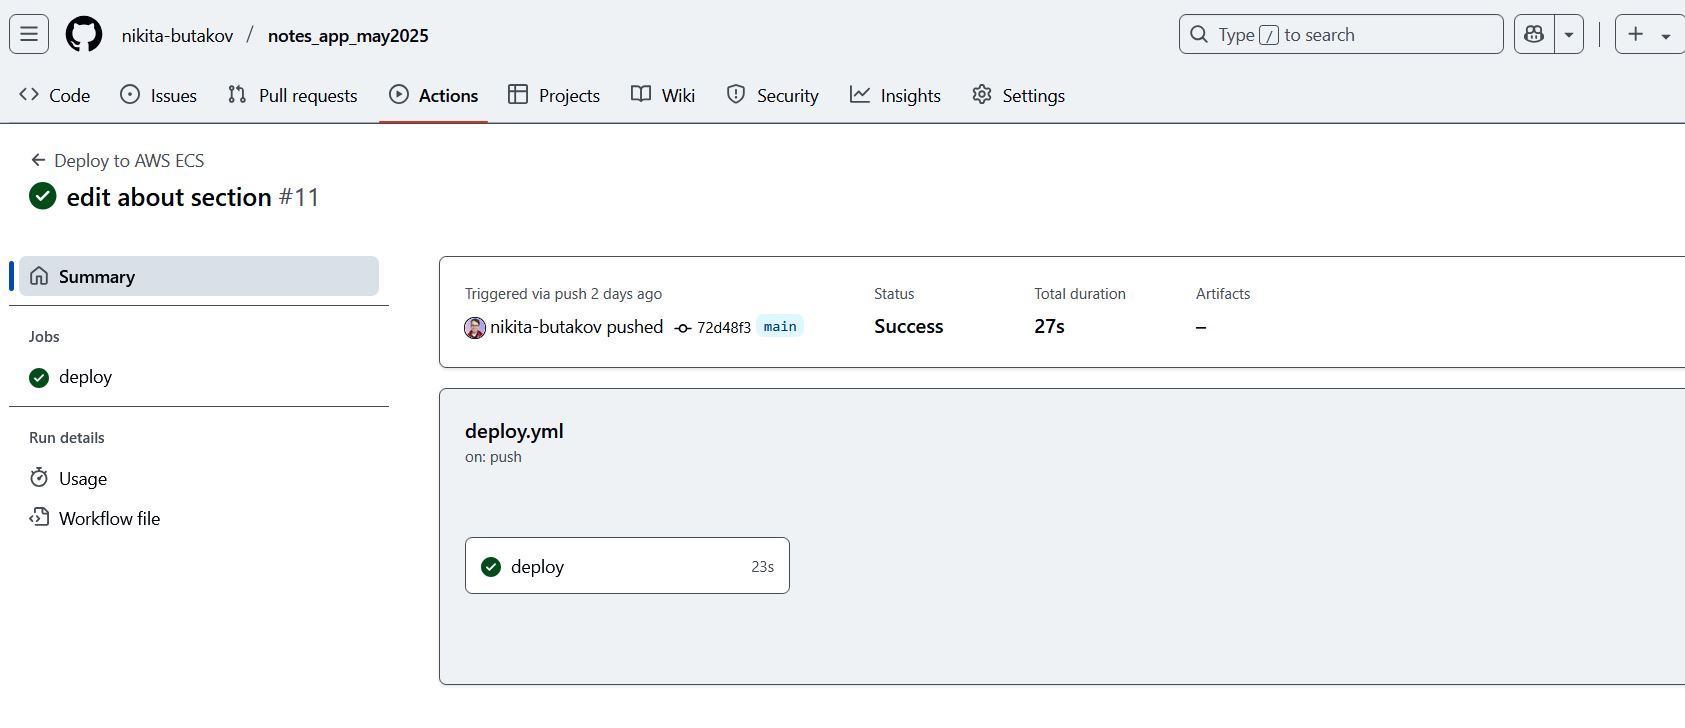 nikita-butakov / notes_app_may2025
Type / to search
Code Issues Pull requests Actions Projects Wiki Security Insights Settings
Deploy to AWS ECS
edit about section #11
Summary
Jobs
deploy
Run details
Usage
Workflow file
Triggered via push 2 days ago
nikita-butakov pushed 72d48f3 main
Status
Success
Total duration
27s
Artifacts
–
deploy.yml
on: push
deploy 23s